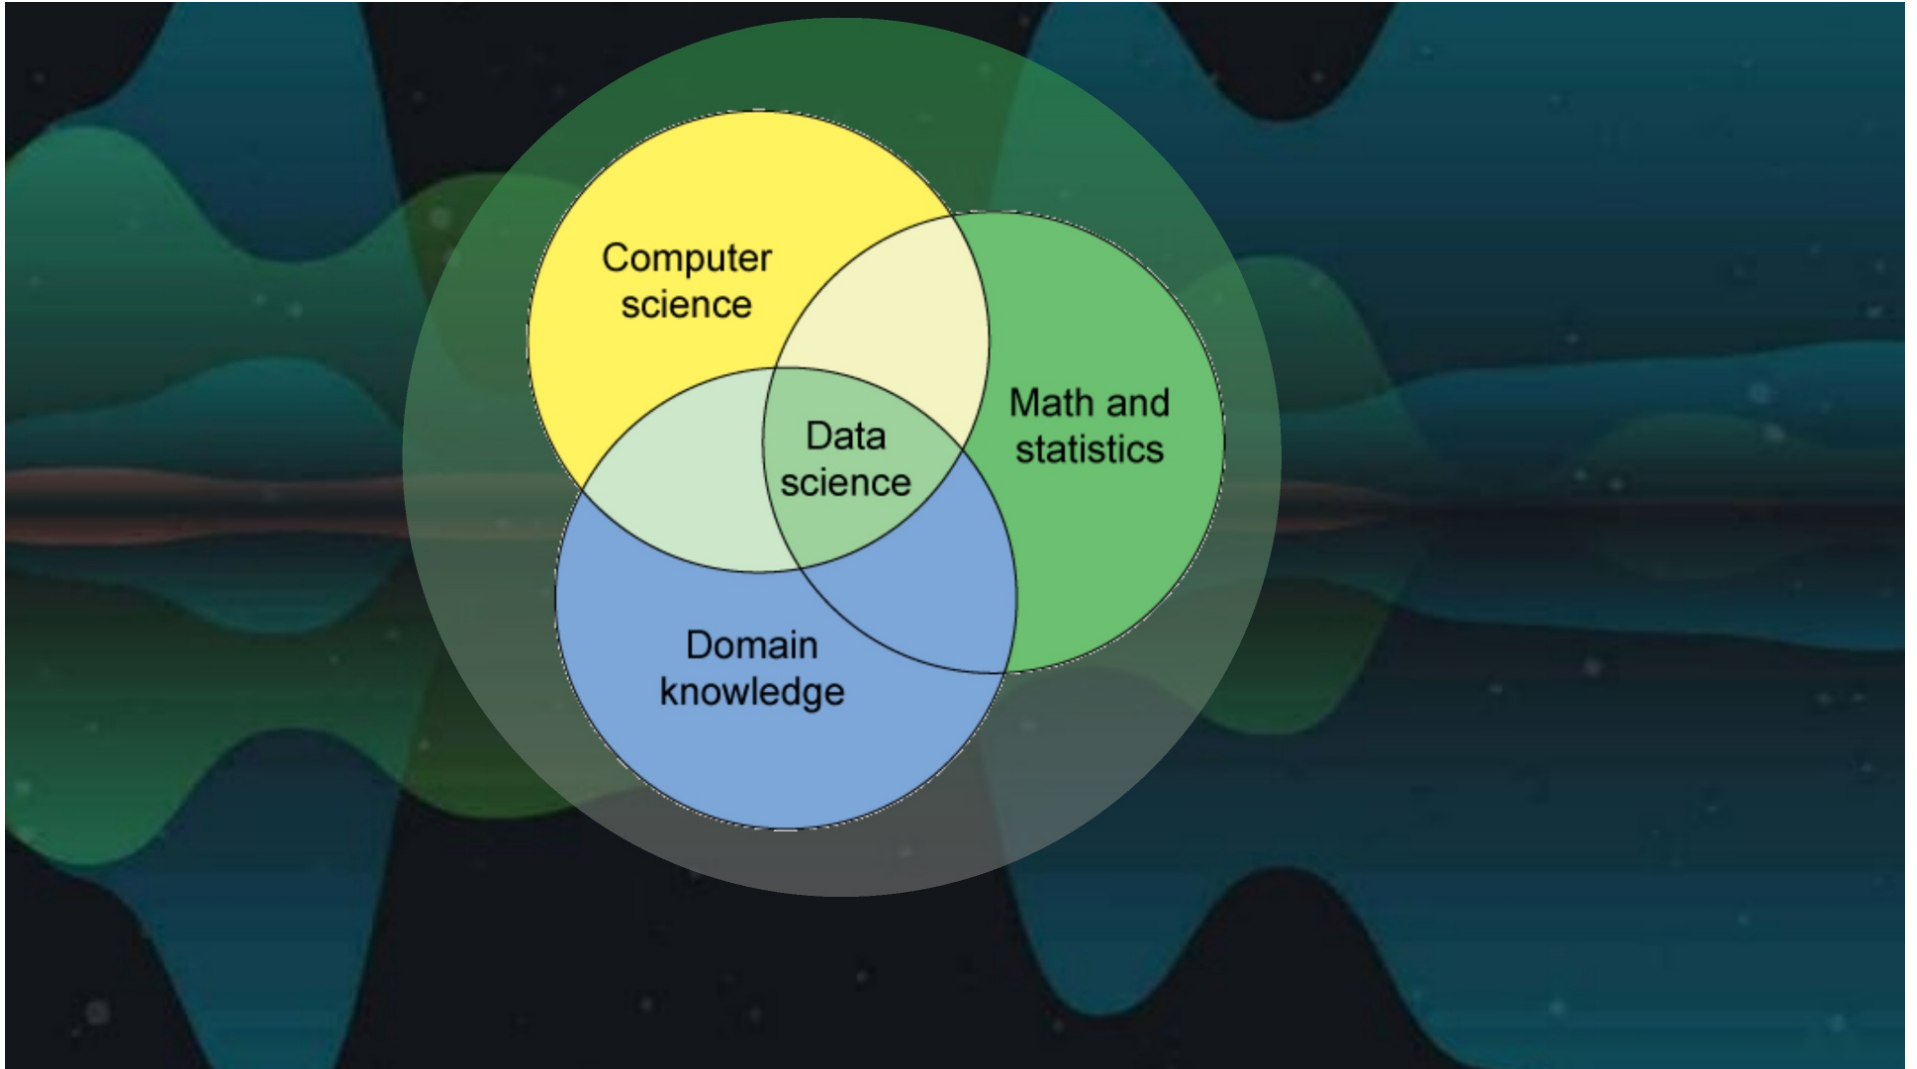 Computer
science
Math and
statistics
Data
science
Domain
knowledge